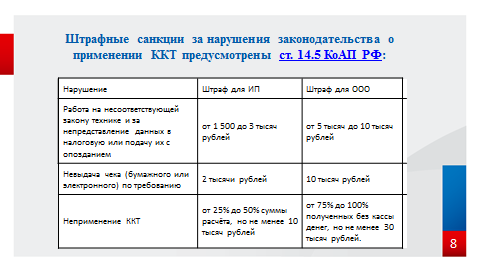 Штрафные санкции за нарушения законодательства о
применении ККТ предусмотрены ст. 14.5 КоАП РФ:
Нарушение
Штраф для ИП
Штраф для ООО
Работа на несоответствующей
закону технике и за
непредставление данных в
налоговую или подачу их с
опозданием
от 1 500 до 3 тысяч
рублей
от 5 тысяч до 10 тысяч
рублей
Невыдача чека (бумажного или
электронного) по требованию
2 тысячи рублей
10 тысяч рублей
Неприменение ККТ
от 25% до 50% суммы
расчёта, но не менее 10
тысяч рублей
от 75% до 100%
полученных без кассы
денег, но не менее 30
тысяч рублей.
8